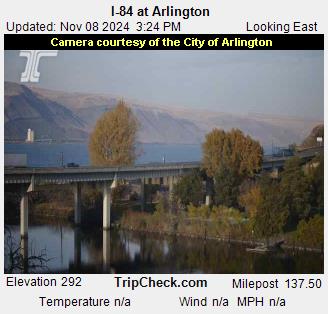 I-84 at Arlington
Updated: Nov 08 2024 3:24 PM Looking East
Camera courtesy of the City of Arlington
Elevation 292 TripCheck.com Milepost 137.50
Temperature n/a Wind n/a MPH n/a